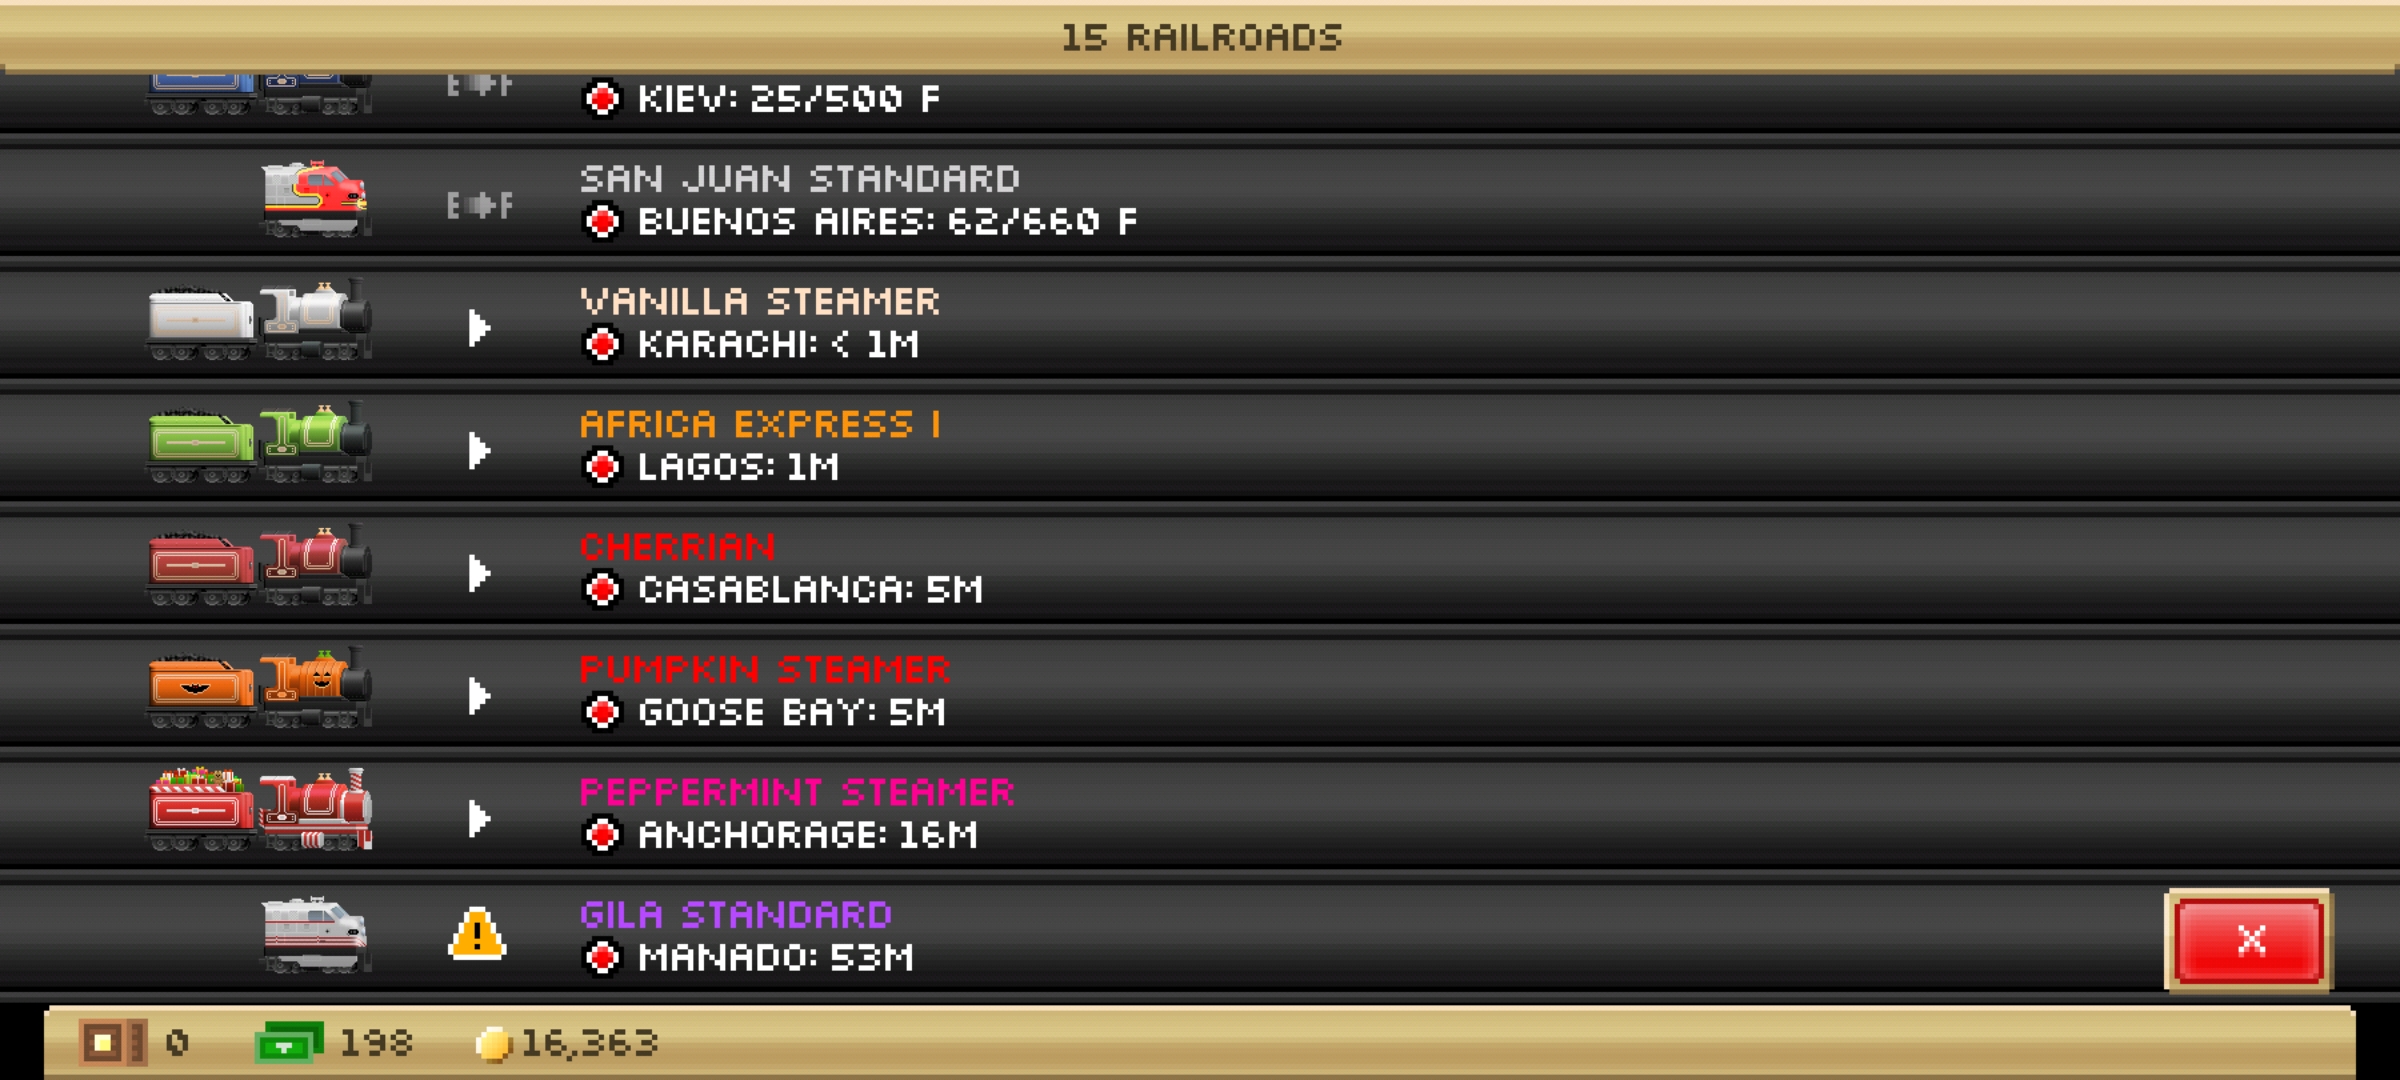 15 RAILROADS
E F
KIEV: 25/500 F
SAN JUAN STANDARD
E F
BUENOS AIRES: 62/660 F
VANILLA STEAMER
KARACHI: < 1M
AFRICA EXPRESS I
LAGOS: 1M
CHERRIAN
CASABLANCA: 5M
PUMPKIN STEAMER
GOOSE BAY: 5M
PEPPERMINT STEAMER
ANCHORAGE: 16M
GILA STANDARD
MANADO: 53M
X
0 198 16,363